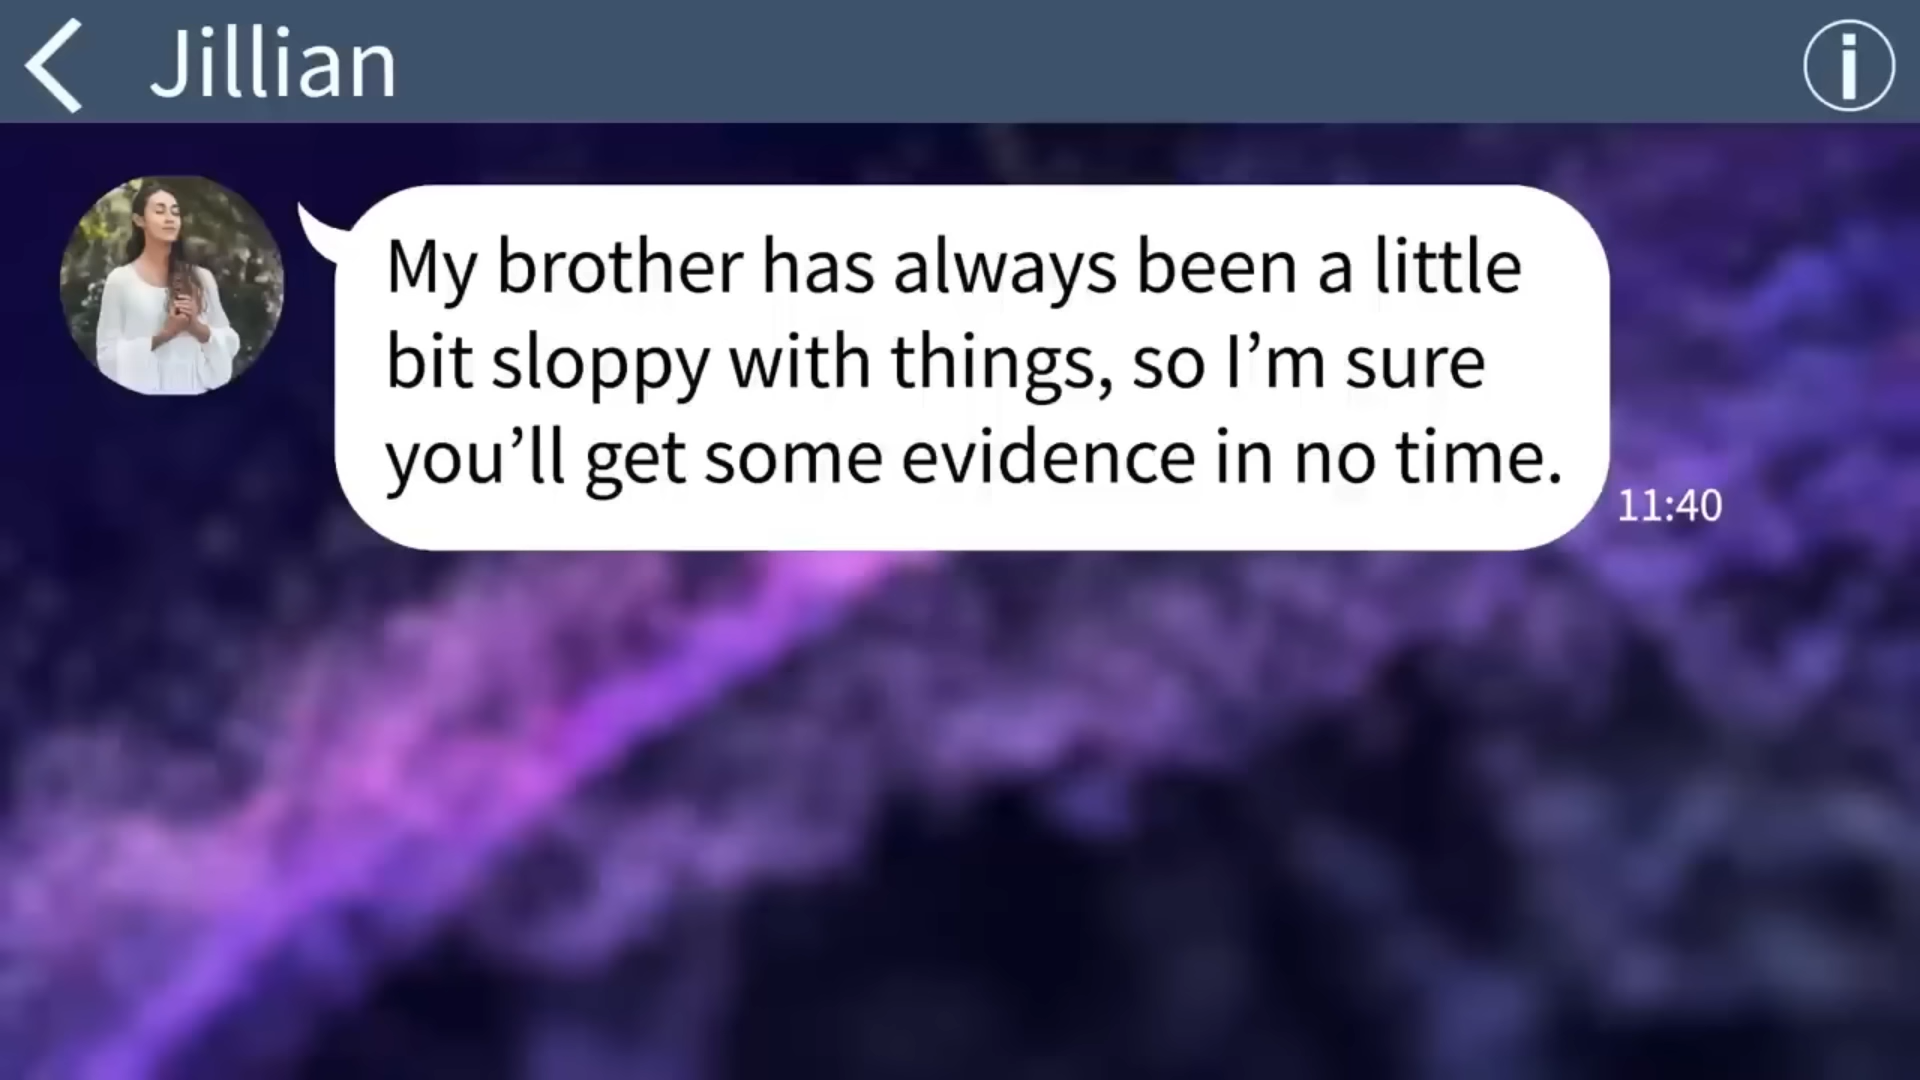 Jillian
My brother has always been a little
bit sloppy with things, so I’m sure
you’ll get some evidence in no time.
11:40